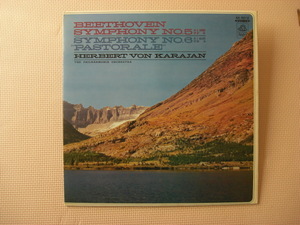 BEETHOVEN
SYMPHONY NO.5
SYMPHONY NO.6
"PASTORALE"
HERBERT VON KARAJAN
THE PHILHARMONIA ORCHESTRA